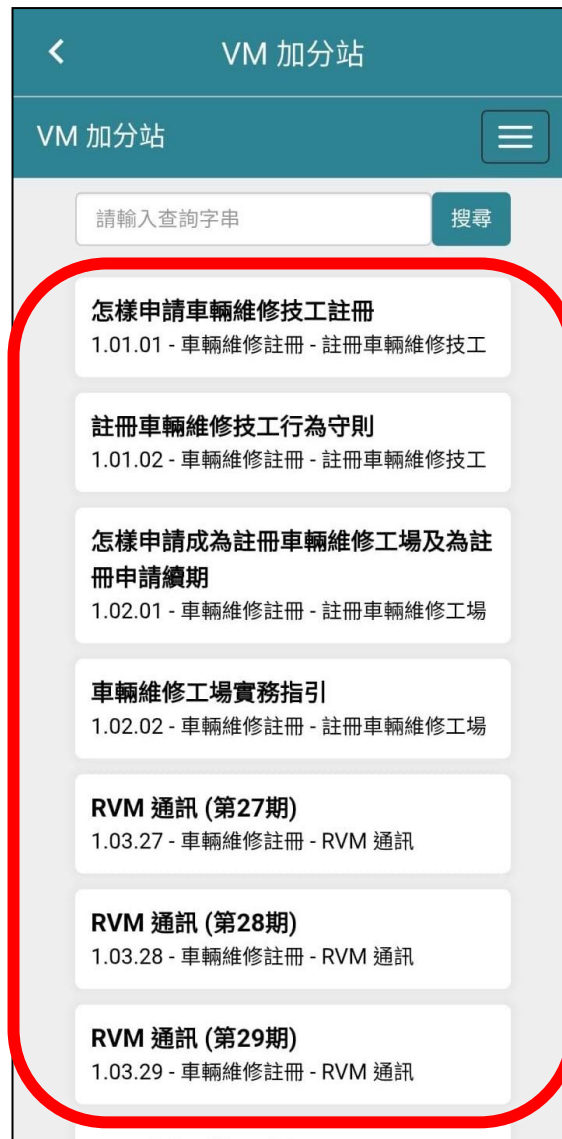 VM 加分站
VM 加分站
請輸入查詢字串
搜尋
怎樣申請車輛維修技工註冊
1.01.01 - 車輛維修註冊 - 註冊車輛維修技工
註冊車輛維修技工行為守則
1.01.02 - 車輛維修註冊 - 註冊車輛維修技工
怎樣申請成為註冊車輛維修工場及為註
冊申請續期
1.02.01 - 車輛維修註冊 - 註冊車輛維修工場
車輛維修工場實務指引
1.02.02 - 車輛維修註冊 - 註冊車輛維修工場
RVM 通訊 (第27期)
1.03.27 - 車輛維修註冊 - RVM 通訊
RVM 通訊 (第28期)
1.03.28 - 車輛維修註冊 - RVM 通訊
RVM 通訊 (第29期)
1.03.29 - 車輛維修註冊 - RVM 通訊